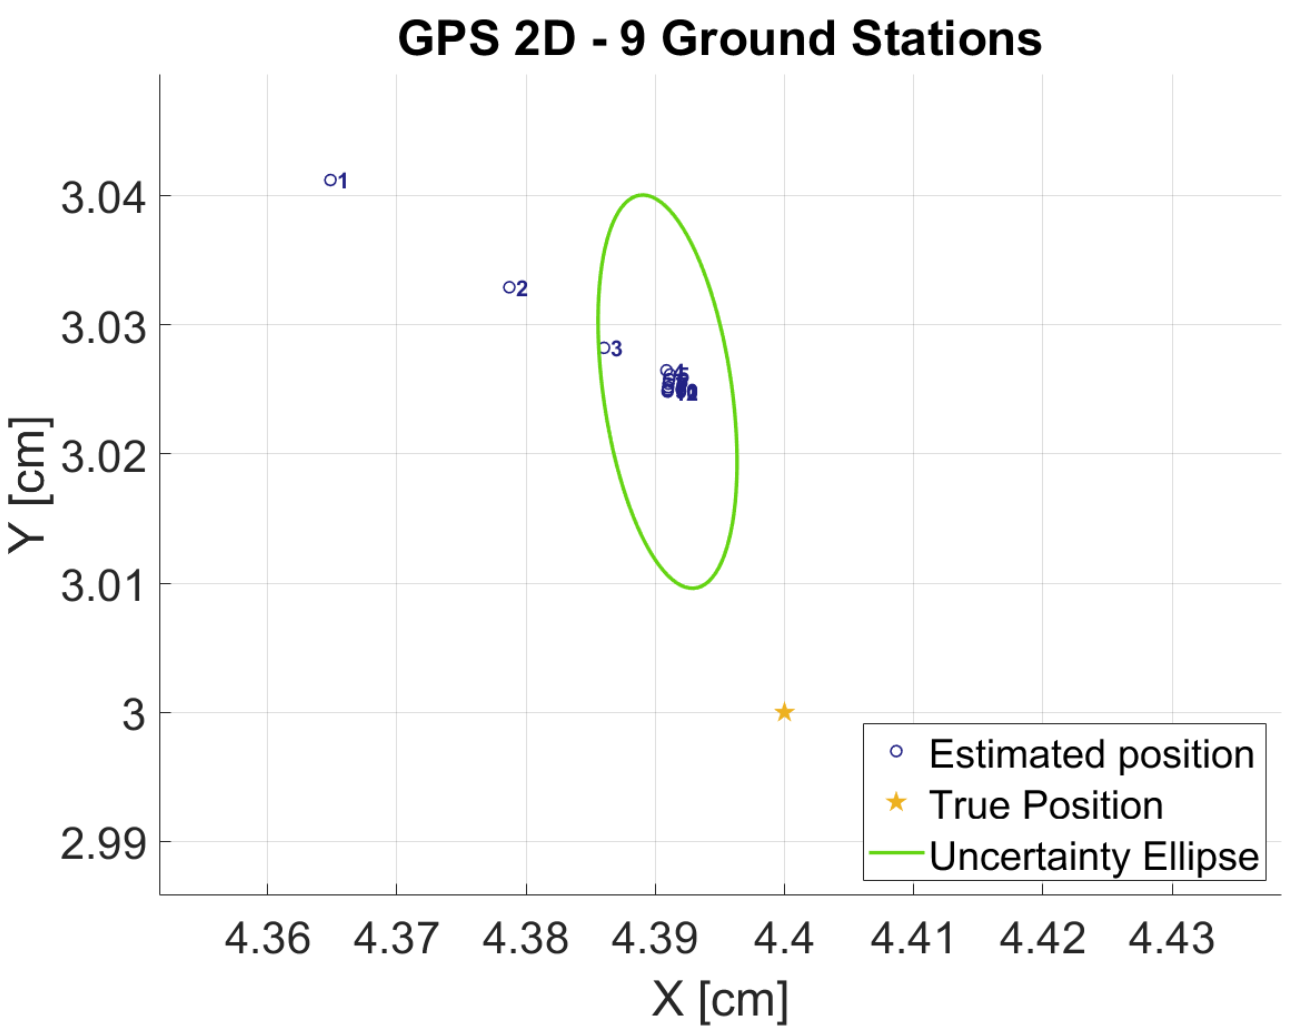 GPS 2D - 9 Ground Stations
Y [cm]
3.04
3.03
3.02
3.01
3
2.99
1
2
3
4
5
Estimated position
True Position
Uncertainty Ellipse
4.36 4.37 4.38 4.39 4.4 4.41 4.42 4.43
X [cm]